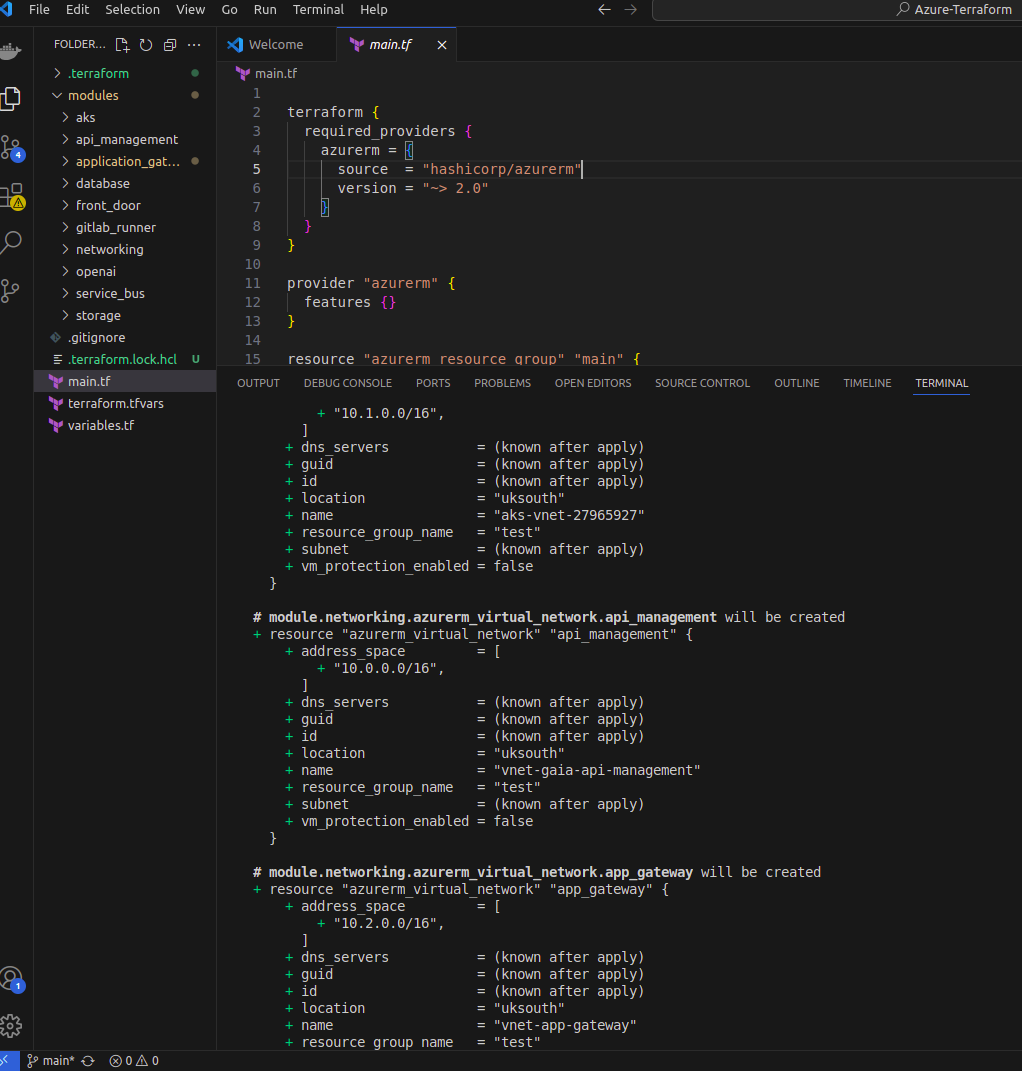 File Edit Selection View Go Run Terminal Help Azure-Terraform
FOLDER... Welcome main.tf
.terraform
modules
aks
api_management
application_gat...
database
front_door
gitlab_runner
networking
openai
service_bus
storage
.gitignore
.terraform.lock.hcl U
main.tf
terraform.tfvars
variables.tf
4
1
main.tf
1
2 terraform {
3 required_providers {
4 azurerm = {
5 source = "hashicorp/azurerm"
6 version = "~> 2.0"
7 }
8 }
9 }
10
11 provider "azurerm" {
12 features {}
13 }
14
15 resource "azurerm_resource_group" "main" {
OUTPUT DEBUG CONSOLE PORTS PROBLEMS OPEN EDITORS SOURCE CONTROL OUTLINE TIMELINE TERMINAL
+ "10.1.0.0/16",
]
+ dns_servers = (known after apply)
+ guid = (known after apply)
+ id = (known after apply)
+ location = "uksouth"
+ name = "aks-vnet-27965927"
+ resource_group_name = "test"
+ subnet = (known after apply)
+ vm_protection_enabled = false
}
# module.networking.azurerm_virtual_network.api_management will be created
+ resource "azurerm_virtual_network" "api_management" {
+ address_space = [
+ "10.0.0.0/16",
]
+ dns_servers = (known after apply)
+ guid = (known after apply)
+ id = (known after apply)
+ location = "uksouth"
+ name = "vnet-gaia-api-management"
+ resource_group_name = "test"
+ subnet = (known after apply)
+ vm_protection_enabled = false
}
# module.networking.azurerm_virtual_network.app_gateway will be created
+ resource "azurerm_virtual_network" "app_gateway" {
+ address_space = [
+ "10.2.0.0/16",
]
+ dns_servers = (known after apply)
+ guid = (known after apply)
+ id = (known after apply)
+ location = "uksouth"
+ name = "vnet-app-gateway"
+ resource_group_name = "test"
main* 0 0